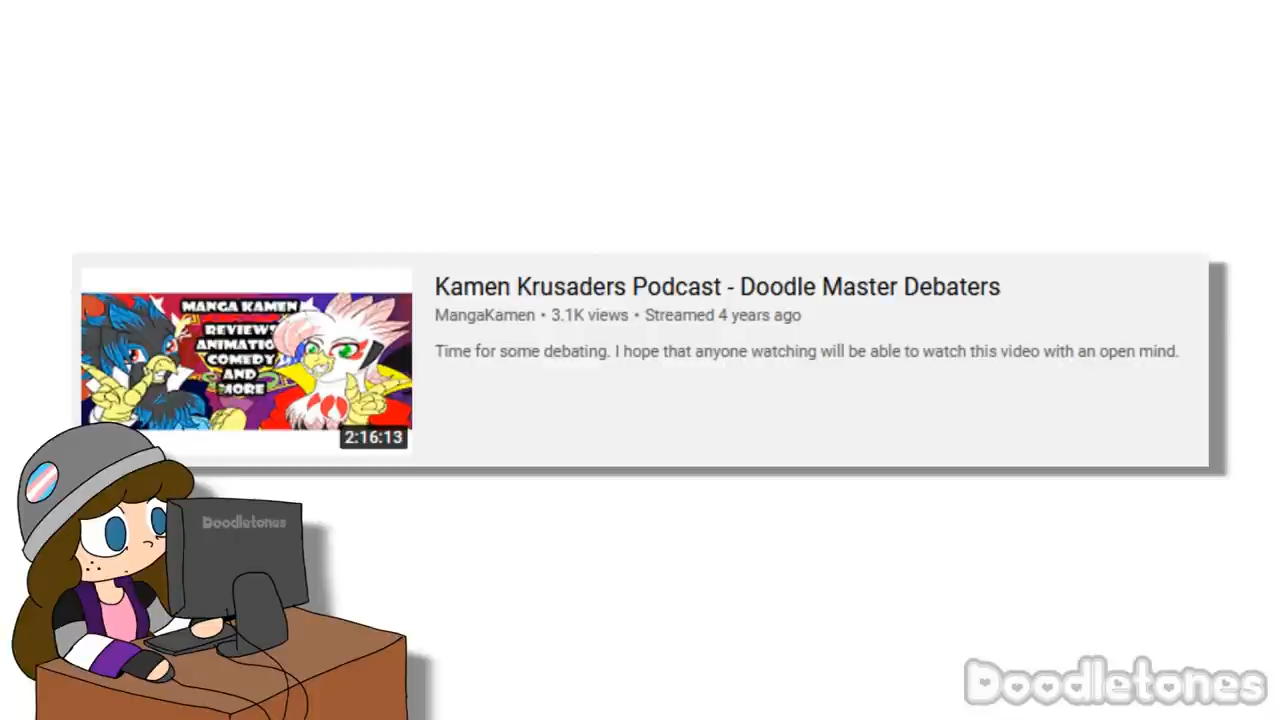 Kamen Krusaders Podcast - Doodle Master Debaters
MangaKamen • 3.1K views • Streamed 4 years ago
Time for some debating. I hope that anyone watching will be able to watch this video with an open mind.
MANGA KAMEN
REVIEWS
ANIMATIO
COMEDY
AND
MORE
2:16:13
Doodletones
Doodletones